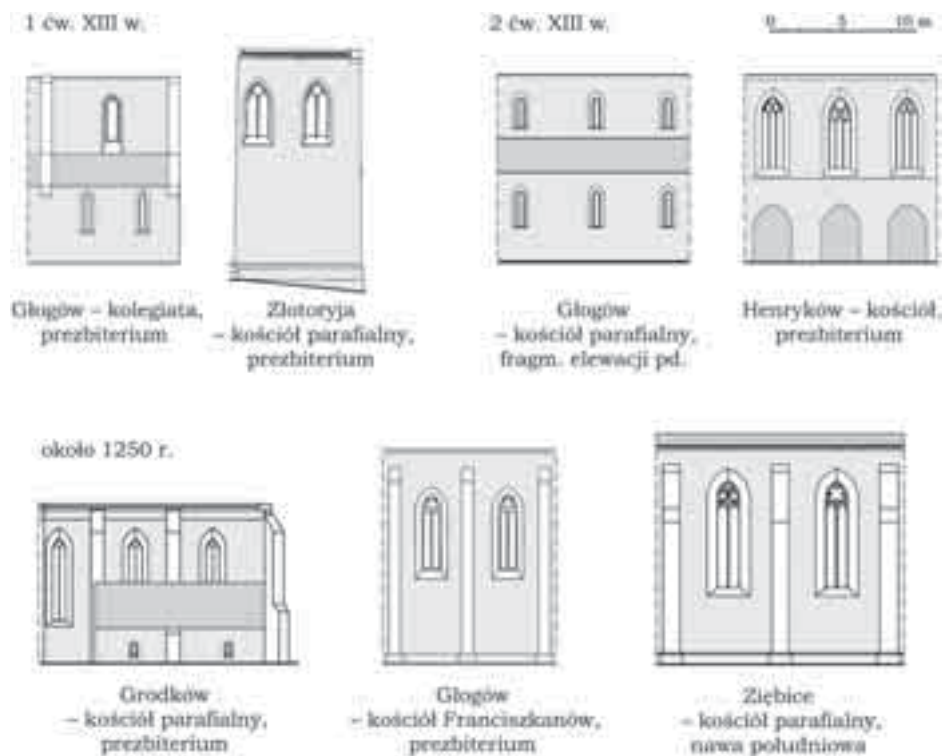 1 ćw. XIII w.
2 ćw. XIII w.
0 5 10 m
Głogów – kolegiata,
prezbiterium
Złotoryja
– kościół parafialny,
prezbiterium
Głogów
– kościół parafialny,
fragm. elewacji pd.
Henryków – kościół,
prezbiterium
około 1250 r.
Grodków
– kościół parafialny,
prezbiterium
Głogów
– kościół Franciszkanów,
prezbiterium
Ziębice
– kościół parafialny,
nawa południowa